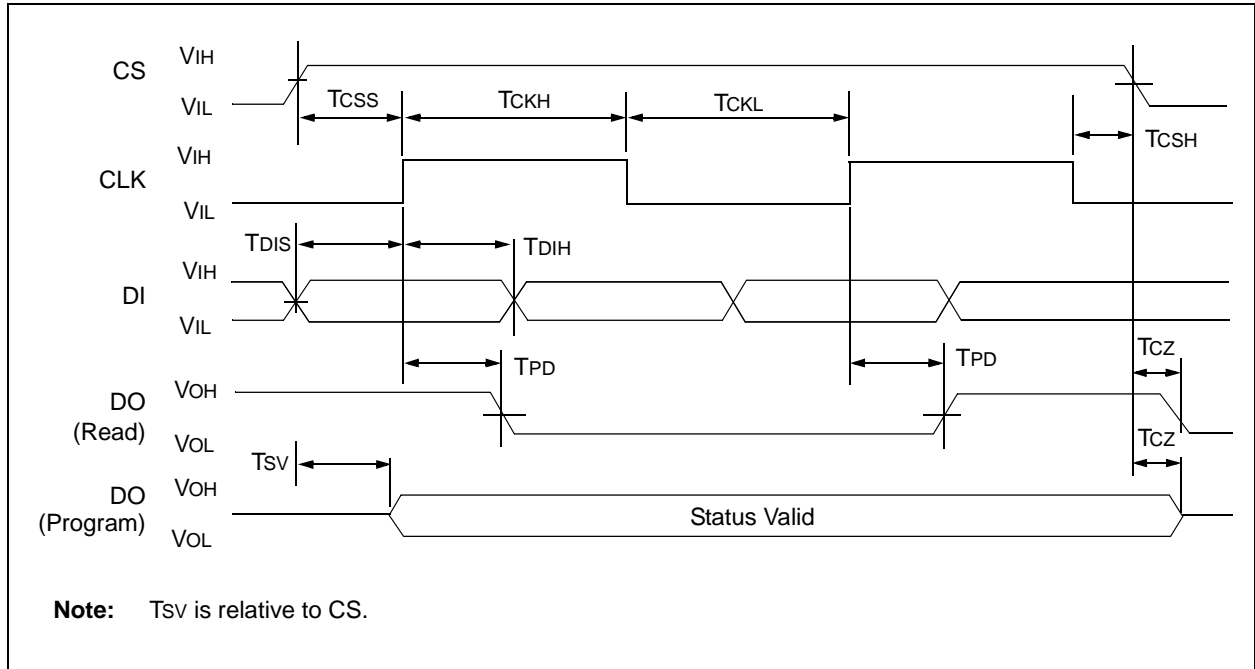 CS
VIH
VIL
TCSS
TCKH
TCKL
TCSH
CLK
VIH
VIL
TDIS
TDIH
DI
VIH
VIL
TPD
TPD
TCZ
DO
(Read)
VOH
VOL
TCZ
TSV
DO
(Program)
VOH
VOL
Status Valid
Note: TSV is relative to CS.